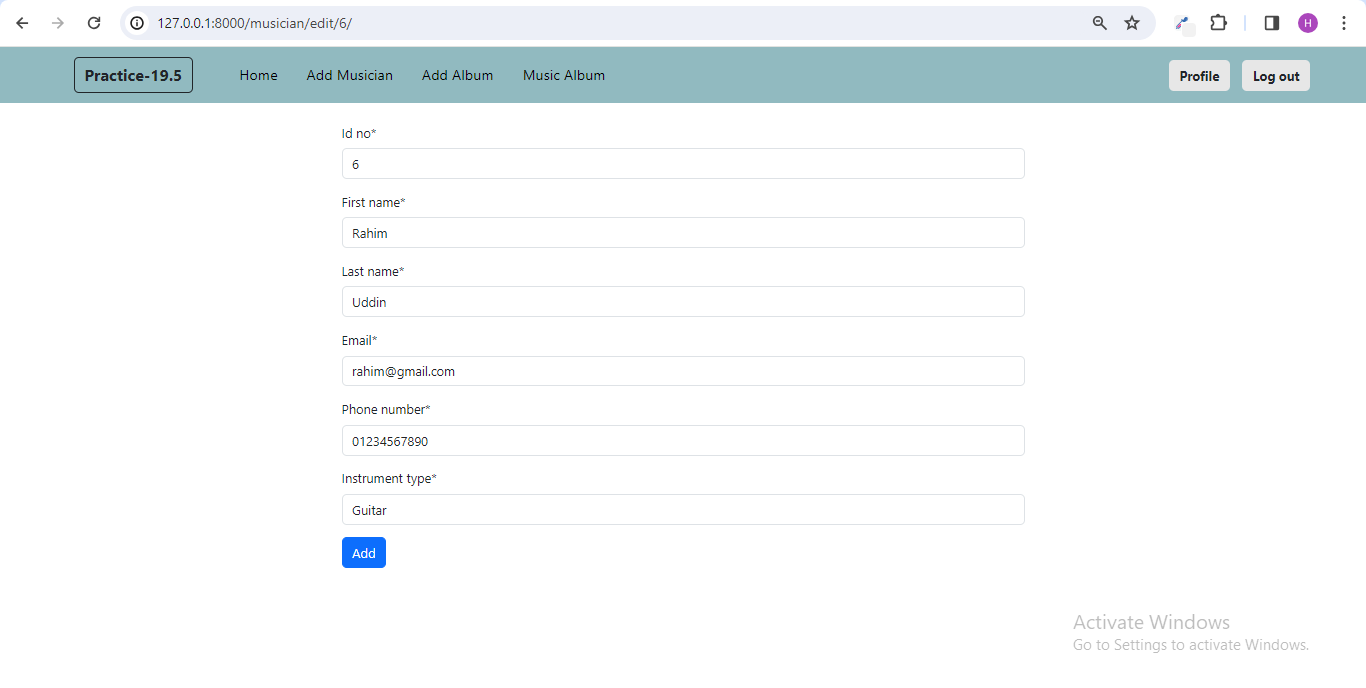 127.0.0.1:8000/musician/edit/6/
H
Practice-19.5 Home Add Musician Add Album Music Album Profile Log out
Id no*
6
First name*
Rahim
Last name*
Uddin
Email*
rahim@gmail.com
Phone number*
01234567890
Instrument type*
Guitar
Add
Activate Windows
Go to Settings to activate Windows.